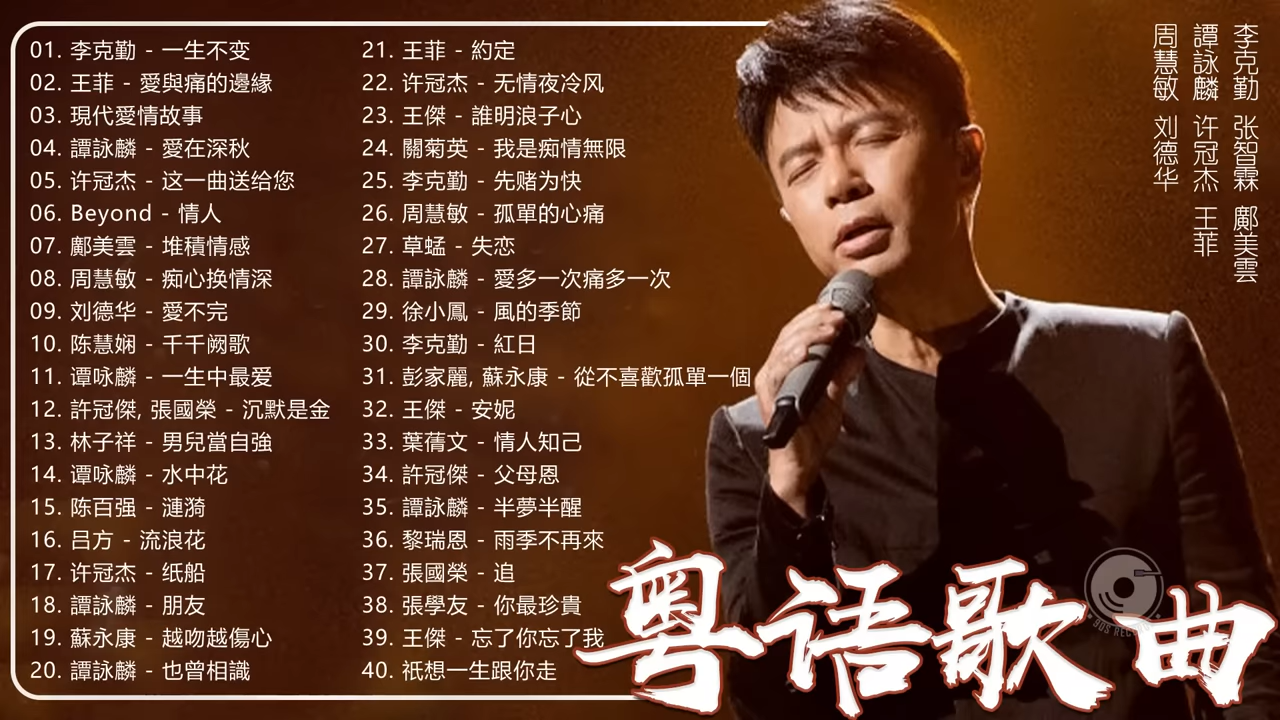 01. 李克勤 - 一生不变
02. 王菲 - 愛與痛的邊緣
03. 現代愛情故事
04. 譚詠麟 - 愛在深秋
05. 许冠杰 - 这一曲送给您
06. Beyond - 情人
07. 鄺美雲 - 堆積情感
08. 周慧敏 - 痴心换情深
09. 刘德华 - 愛不完
10. 陈慧娴 - 千千阙歌
11. 谭咏麟 - 一生中最爱
12. 許冠傑, 張國榮 - 沉默是金
13. 林子祥 - 男兒當自強
14. 谭咏麟 - 水中花
15. 陈百强 - 漣漪
16. 吕方 - 流浪花
17. 许冠杰 - 纸船
18. 譚詠麟 - 朋友
19. 蘇永康 - 越吻越傷心
20. 譚詠麟 - 也曾相識
21. 王菲 - 約定
22. 许冠杰 - 无情夜冷风
23. 王傑 - 誰明浪子心
24. 關菊英 - 我是痴情無限
25. 李克勤 - 先赌为快
26. 周慧敏 - 孤單的心痛
27. 草蜢 - 失恋
28. 譚詠麟 - 愛多一次痛多一次
29. 徐小鳳 - 風的季節
30. 李克勤 - 紅日
31. 彭家麗, 蘇永康 - 從不喜歡孤單一個
32. 王傑 - 安妮
33. 葉蒨文 - 情人知己
34. 許冠傑 - 父母恩
35. 譚詠麟 - 半夢半醒
36. 黎瑞恩 - 雨季不再來
37. 張國榮 - 追
38. 張學友 - 你最珍貴
39. 王傑 - 忘了你忘了我
40. 祇想一生跟你走
李克勤 张智霖 鄺美雲
譚詠麟 许冠杰 王菲
周慧敏 刘德华
粤语歌曲